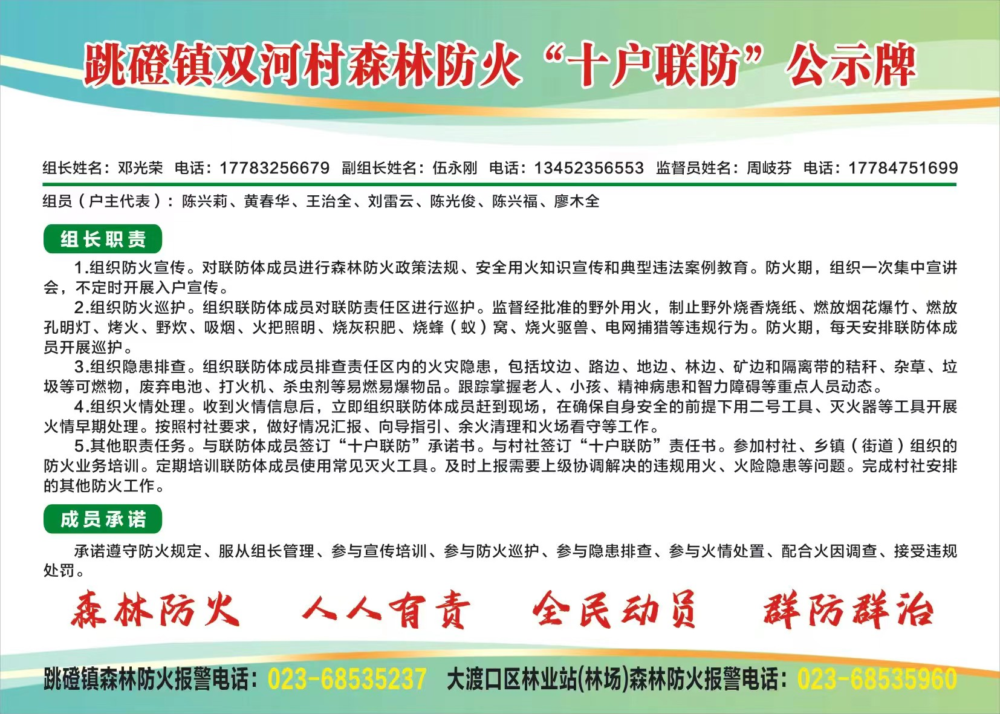 跳磴镇双河村森林防火“十户联防”公示牌
组长姓名：邓光荣 电话：17783256679 副组长姓名：伍永刚 电话：13452356553 监督员姓名：周岐芬 电话：17784751699
组员（户主代表）：陈兴莉、黄春华、王治全、刘雷云、陈光俊、陈兴福、廖木全
组长职责
1.组织防火宣传。对联防体成员进行森林防火政策法规、安全用火知识宣传和典型违法案例教育。防火期，组织一次集中宣讲
会，不定时开展入户宣传。
2.组织防火巡护。组织联防体成员对联防责任区进行巡护。监督经批准的野外用火，制止野外烧香烧纸、燃放烟花爆竹、燃放
孔明灯、烤火、野炊、吸烟、火把照明、烧灰积肥、烧蜂（蚁）窝、烧火驱兽、电网捕猎等违规行为。防火期，每天安排联防体成
员开展巡护。
3.组织隐患排查。组织联防体成员排查责任区内的火灾隐患，包括坟边、路边、地边、林边、矿边和隔离带的秸秆、杂草、垃
圾等可燃物，废弃电池、打火机、杀虫剂等易燃易爆物品。跟踪掌握老人、小孩、精神病患和智力障碍等重点人员动态。
4.组织火情处理。收到火情信息后，立即组织联防体成员赶到现场，在确保自身安全的前提下用二号工具、灭火器等工具开展
火情早期处理。按照村社要求，做好情况汇报、向导指引、余火清理和火场看守等工作。
5.其他职责任务。与联防体成员签订“十户联防”承诺书。与村社签订“十户联防”责任书。参加村社、乡镇（街道）组织的
防火业务培训。定期培训联防体成员使用常见灭火工具。及时上报需要上级协调解决的违规用火、火险隐患等问题。完成村社安排
的其他防火工作。
成员承诺
承诺遵守防火规定、服从组长管理、参与宣传培训、参与防火巡护、参与隐患排查、参与火情处置、配合火因调查、接受违规
处罚。
森林防火 人人有责 全民动员 群防群治
跳磴镇森林防火报警电话：023-68535237 大渡口区林业站(林场)森林防火报警电话：023-68535960